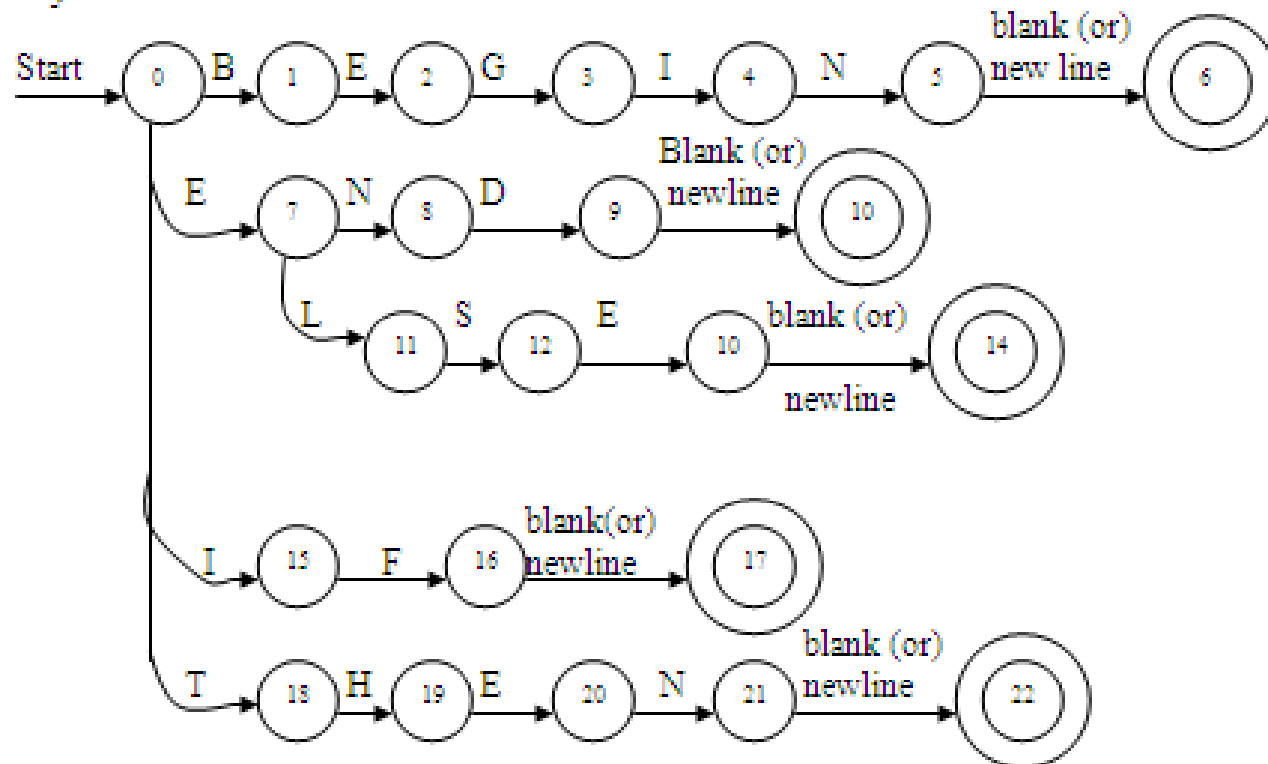 blank (or)
Start 0 B 1 E 2 G 3 I 4 N 5 new line 6
Blank (or)
E 7 N 8 D 9 newline 10
L 11 S 12 E 10 blank (or) 14
newline
blank(or)
I 15 F 16 newline 17
blank (or)
T 18 H 19 E 20 N 21 newline 22